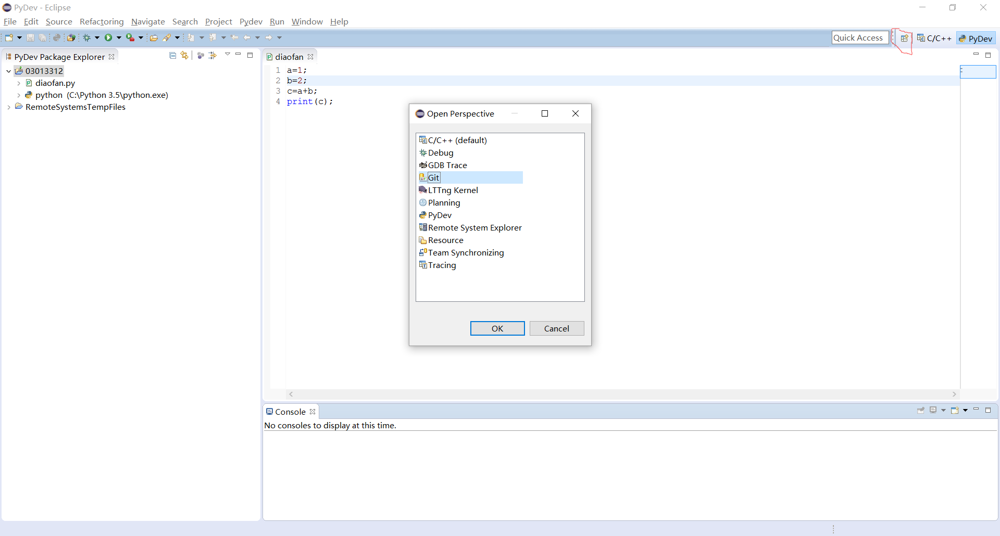 PyDev - Eclipse
File Edit Source Refactoring Navigate Search Project Pydev Run Window Help
Quick Access C/C++ PyDev
PyDev Package Explorer
03013312
diaofan.py
python (C:\Python 3.5\python.exe)
RemoteSystemsTempFiles
diaofan
1 a=1;
2 b=2;
3 c=a+b;
4 print(c);
Open Perspective
C/C++ (default)
Debug
GDB Trace
Git
LTTng Kernel
Planning
PyDev
Remote System Explorer
Resource
Team Synchronizing
Tracing
OK Cancel
Console
No consoles to display at this time.